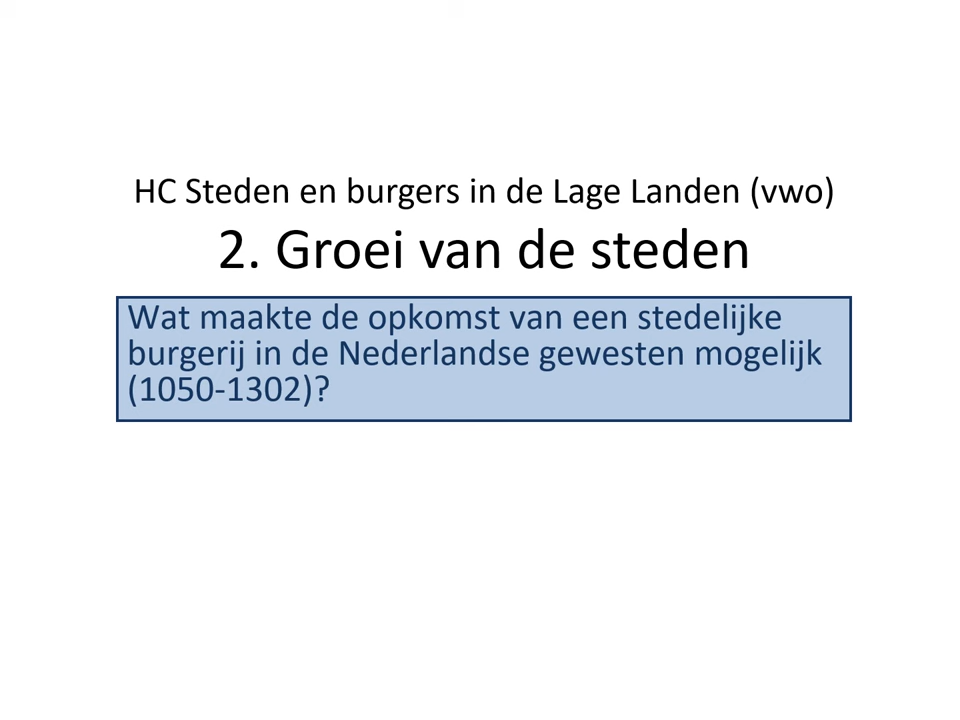 HC Steden en burgers in de Lage Landen (vwo)
2. Groei van de steden
Wat maakte de opkomst van een stedelijke
burgerij in de Nederlandse gewesten mogelijk
(1050-1302)?